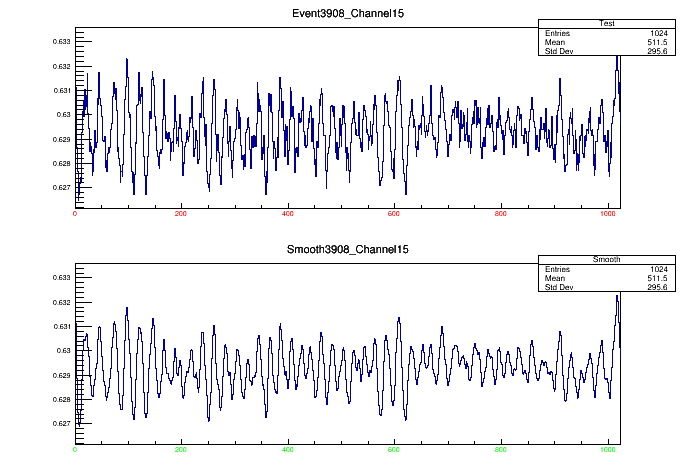 Event3908_Channel15
Test
Entries 1024
Mean 511.5
Std Dev 295.6
0.633
0.632
0.631
0.63
0.629
0.628
0.627
0 200 400 600 800 1000
Smooth3908_Channel15
Smooth
Entries 1024
Mean 511.5
Std Dev 295.6
0.633
0.632
0.631
0.63
0.629
0.628
0.627
0 200 400 600 800 1000